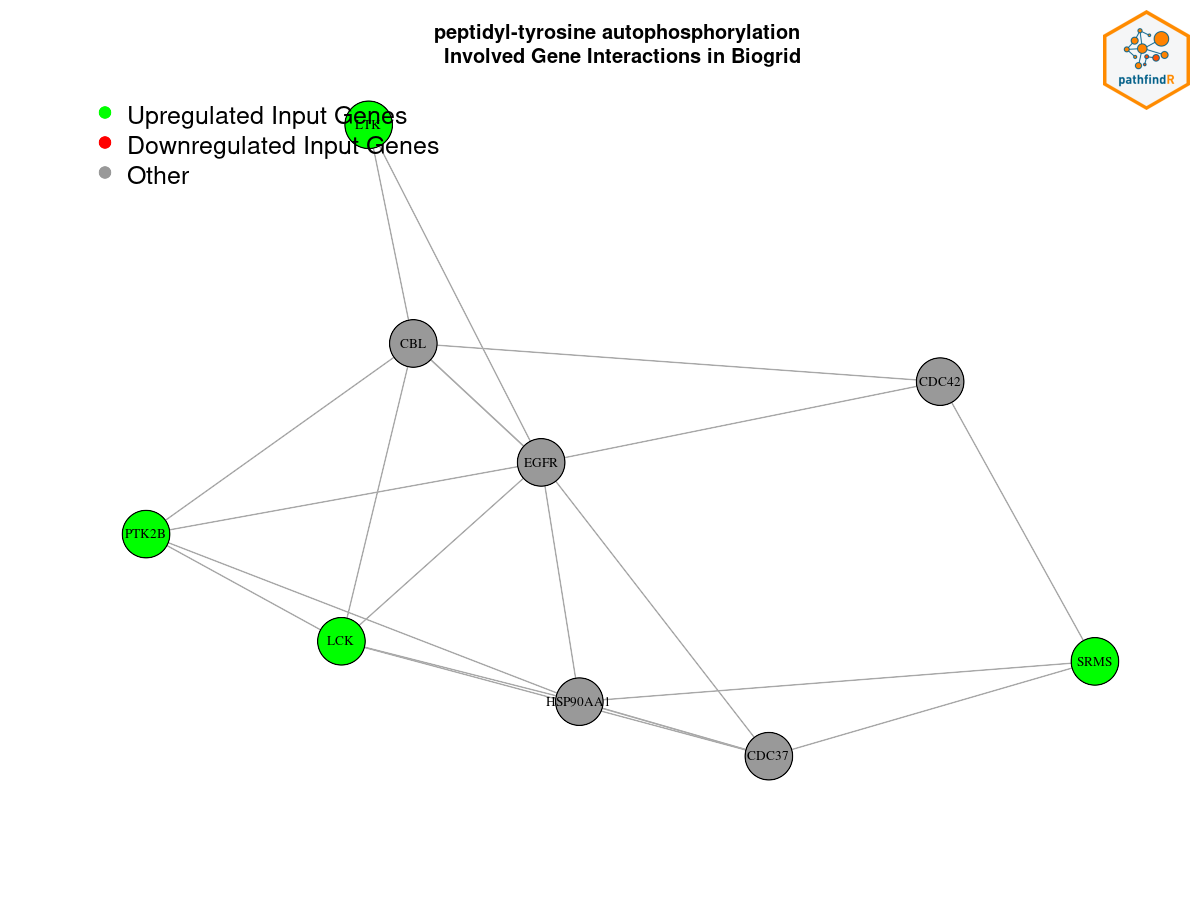 peptidyl-tyrosine autophosphorylation
Involved Gene Interactions in Biogrid
pathfindR
Upregulated Input Genes
LTK
Downregulated Input Genes
Other
CBL
CDC42
EGFR
PTK2B
LCK
SRMS
HSP90AA1
CDC37